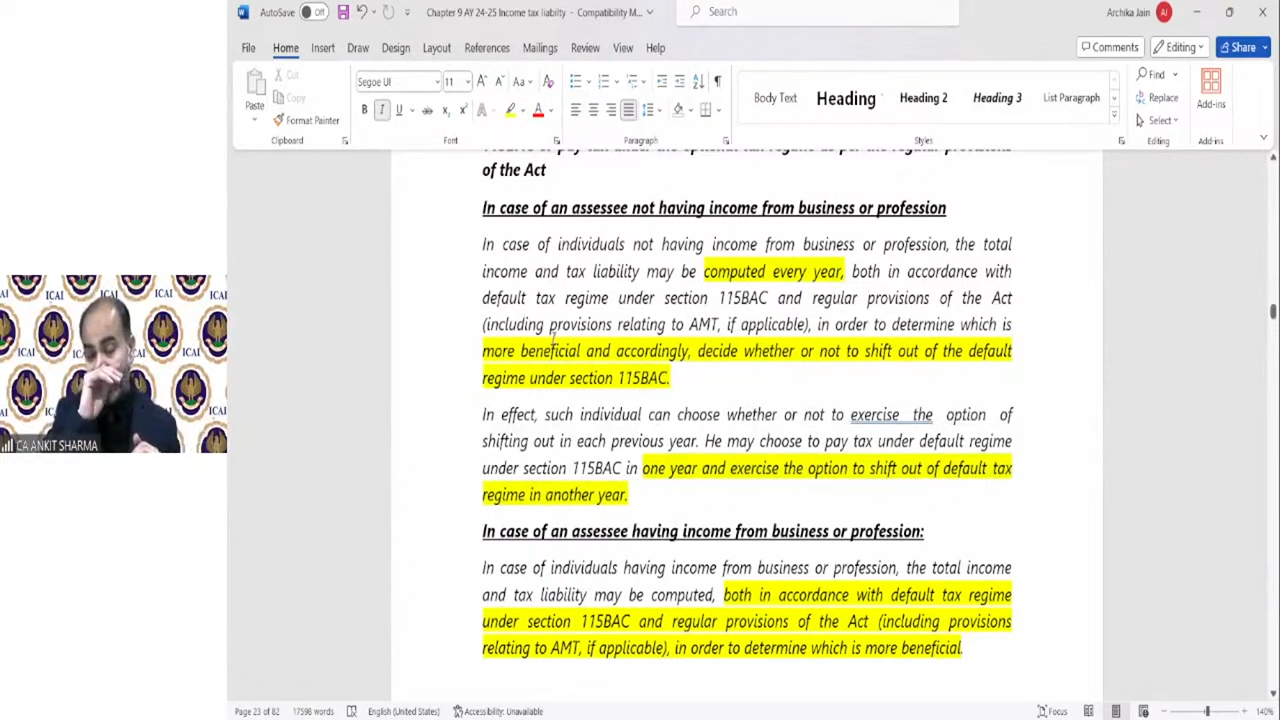 AutoSave Off
Chapter 9 AY 24-25 Income tax liabilty - Compatibility M...
Search
Archika Jain AJ
File Home Insert Draw Design Layout References Mailings Review View Help
Comments Editing Share
Paste
Cut
Copy
Format Painter
Clipboard
Segoe UI 11
Font
Paragraph
Body Text Heading Heading 2 Heading 3 List Paragraph
Styles
Find
Replace
Select
Editing
Add-ins
Add-ins
of the Act
In case of an assessee not having income from business or profession
In case of individuals not having income from business or profession, the total
income and tax liability may be computed every year, both in accordance with
default tax regime under section 115BAC and regular provisions of the Act
(including provisions relating to AMT, if applicable), in order to determine which is
more beneficial and accordingly, decide whether or not to shift out of the default
regime under section 115BAC.
In effect, such individual can choose whether or not to exercise the option of
shifting out in each previous year. He may choose to pay tax under default regime
under section 115BAC in one year and exercise the option to shift out of default tax
regime in another year.
In case of an assessee having income from business or profession:
In case of individuals having income from business or profession, the total income
and tax liability may be computed, both in accordance with default tax regime
under section 115BAC and regular provisions of the Act (including provisions
relating to AMT, if applicable), in order to determine which is more beneficial.
ICAI
CA ANKIT SHARMA
Page 23 of 82 17598 words English (United States) Accessibility: Unavailable
Focus 140%